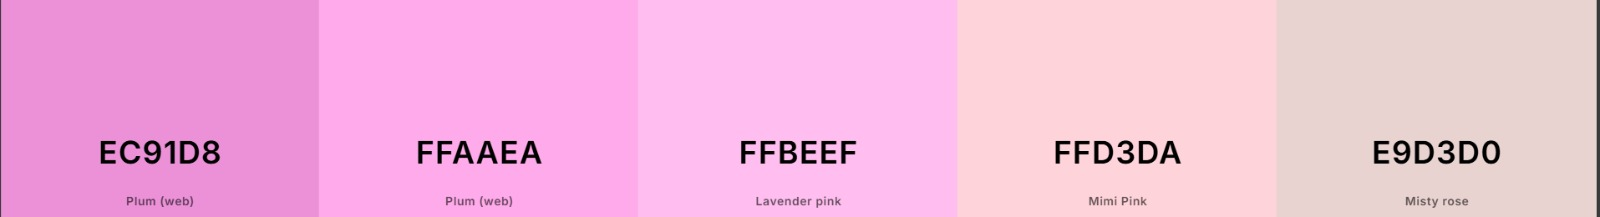 EC91D8
Plum (web)
FFAAEA
Plum (web)
FFBEEF
Lavender pink
FFD3DA
Mimi Pink
E9D3D0
Misty rose